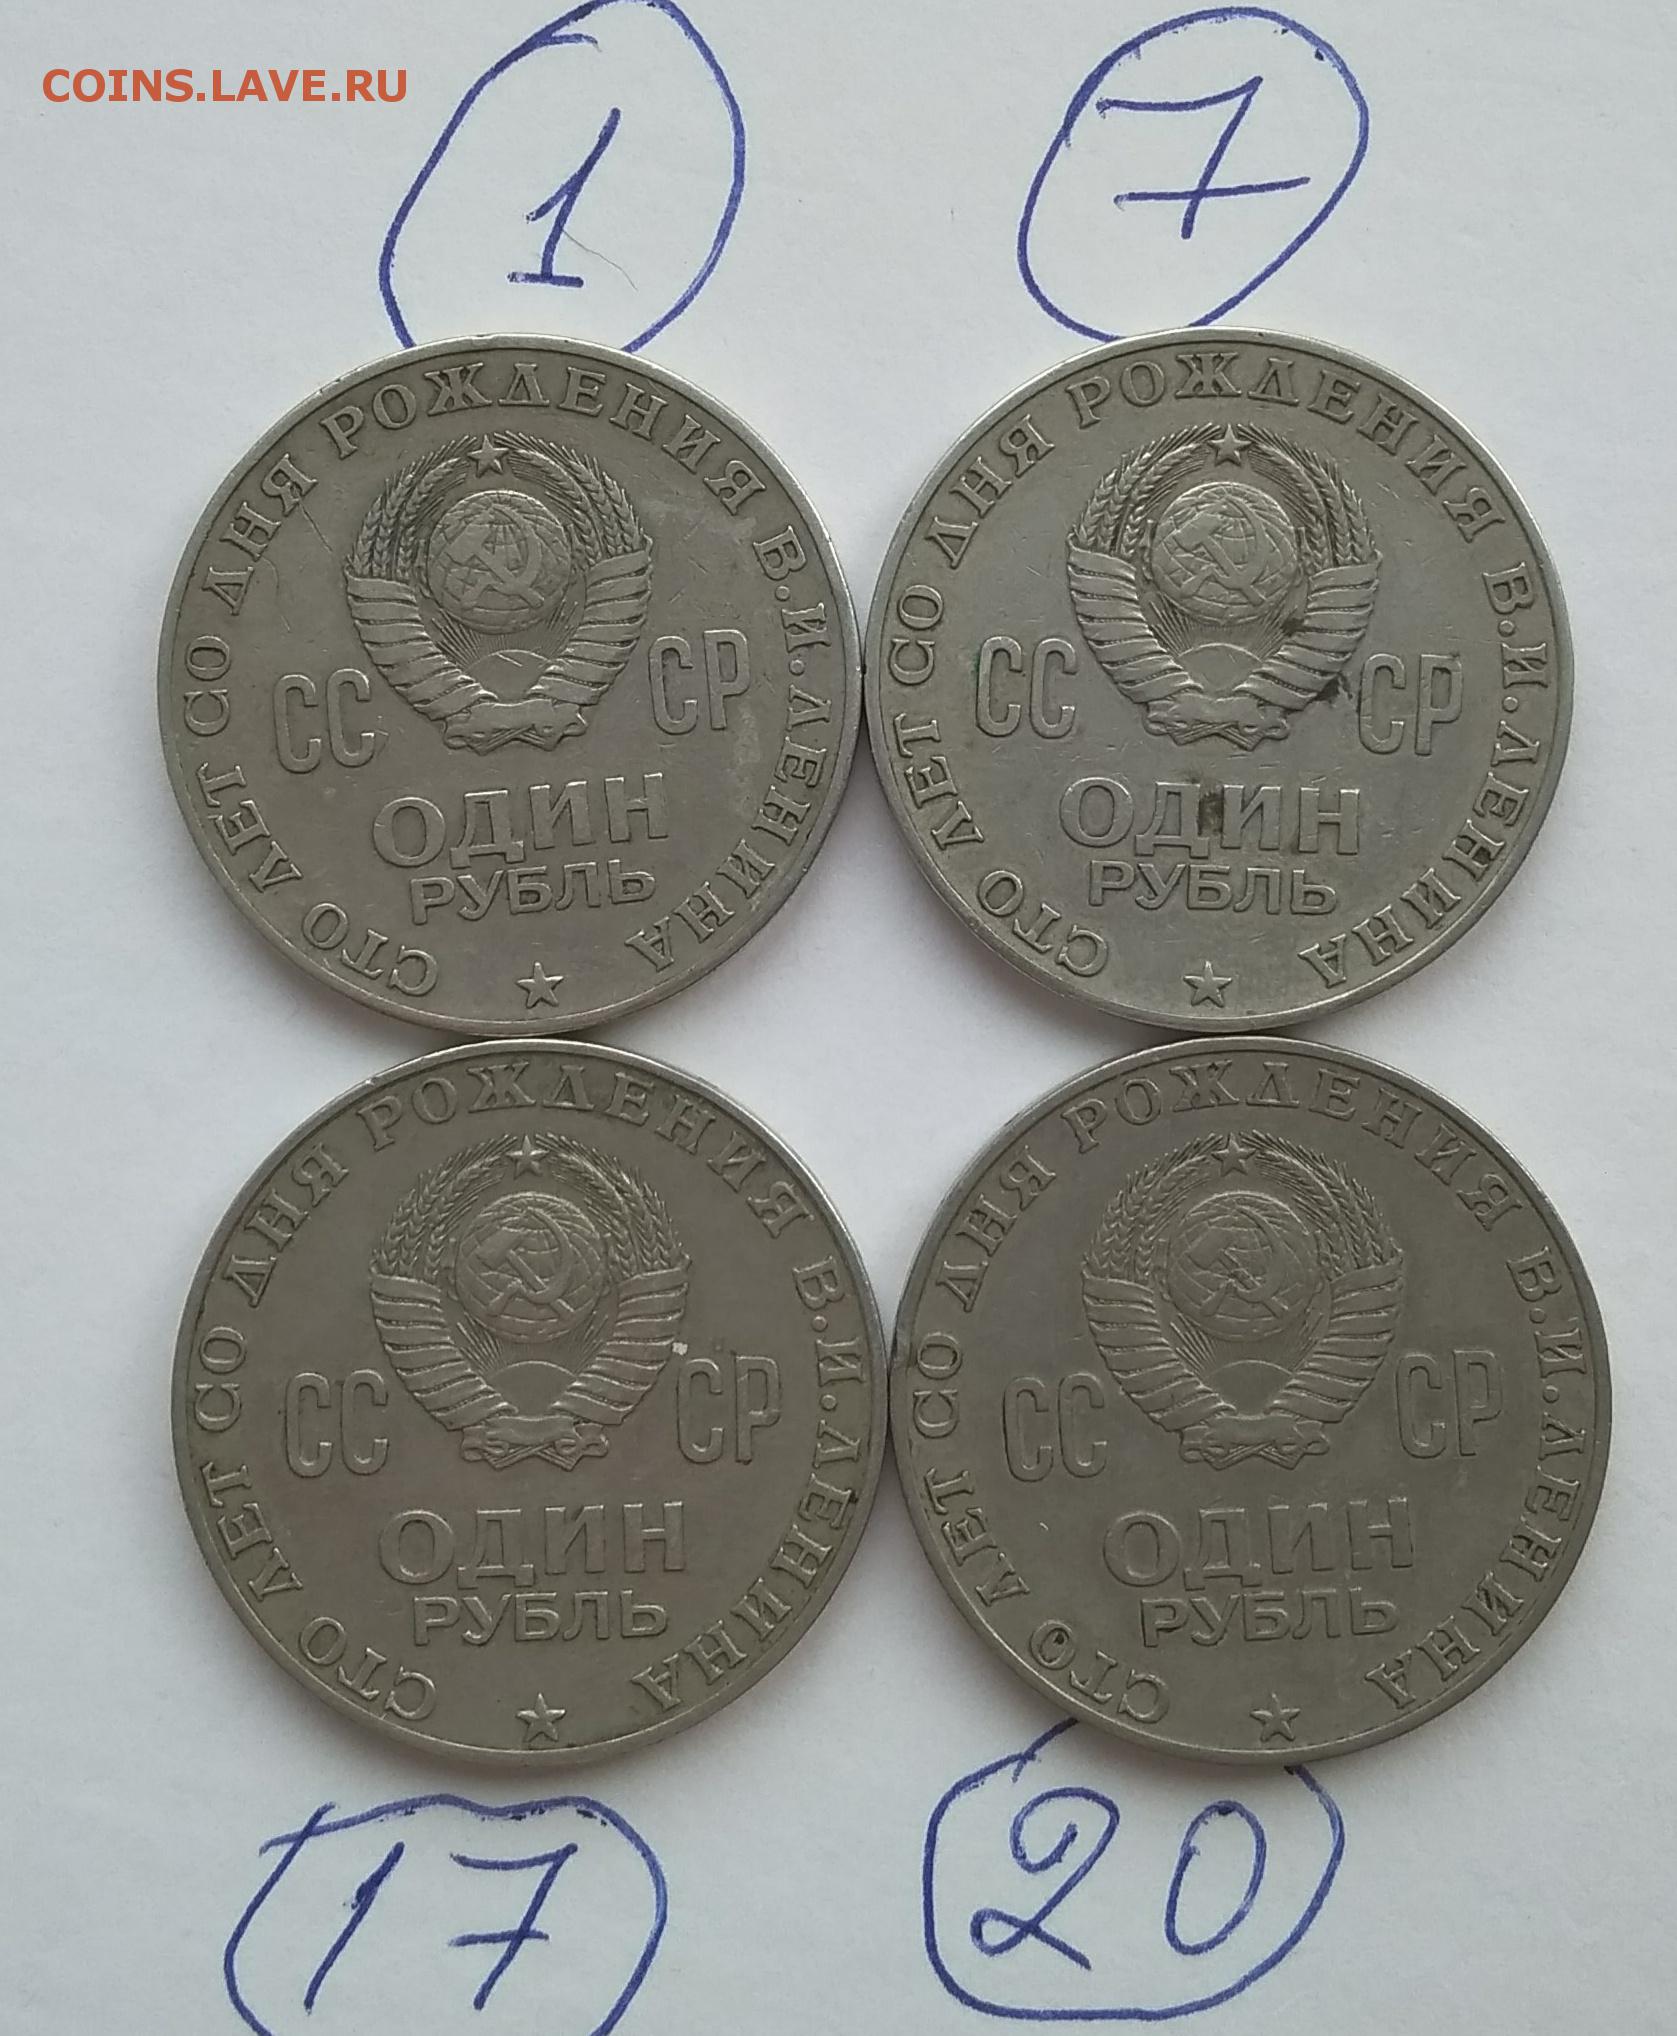 COINS.LAVE.RU
1
7
СТО ЛЕТ СО ДНЯ РОЖДЕНИЯ В.И.ЛЕНИНА
СС СР
ОДИН
РУБЛЬ
СТО ЛЕТ СО ДНЯ РОЖДЕНИЯ В.И.ЛЕНИНА
СС СР
ОДИН
РУБЛЬ
СТО ЛЕТ СО ДНЯ РОЖДЕНИЯ В.И.ЛЕНИНА
СС СР
ОДИН
РУБЛЬ
СТО ЛЕТ СО ДНЯ РОЖДЕНИЯ В.И.ЛЕНИНА
СС СР
ОДИН
РУБЛЬ
17
20